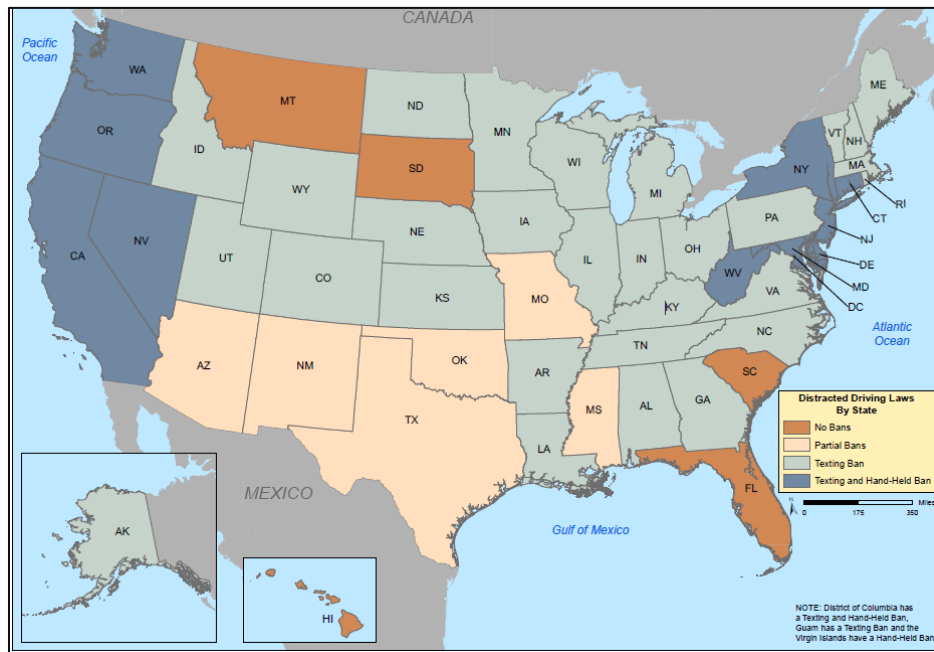 CANADA
Pacific
Ocean
WA
MT
ND
MN
ME
OR
ID
SD
WI
VT
NH
WY
MI
NY
MA
RI
CT
IA
NE
PA
NJ
NV
CA
UT
CO
IL
IN
OH
DE
MD
DC
WV
VA
KS
MO
KY
Atlantic
Ocean
NC
TN
AZ
NM
OK
AR
SC
MS
AL
GA
TX
LA
Distracted Driving Laws
By State
No Bans
Partial Bans
Texting Ban
Texting and Hand-Held Ban
FL
MEXICO
N
Miles
0 175 350
Gulf of Mexico
AK
HI
NOTE: District of Columbia has
a Texting and Hand-Held Ban,
Guam has a Texting Ban and the
Virgin Islands have a Hand-Held Ban